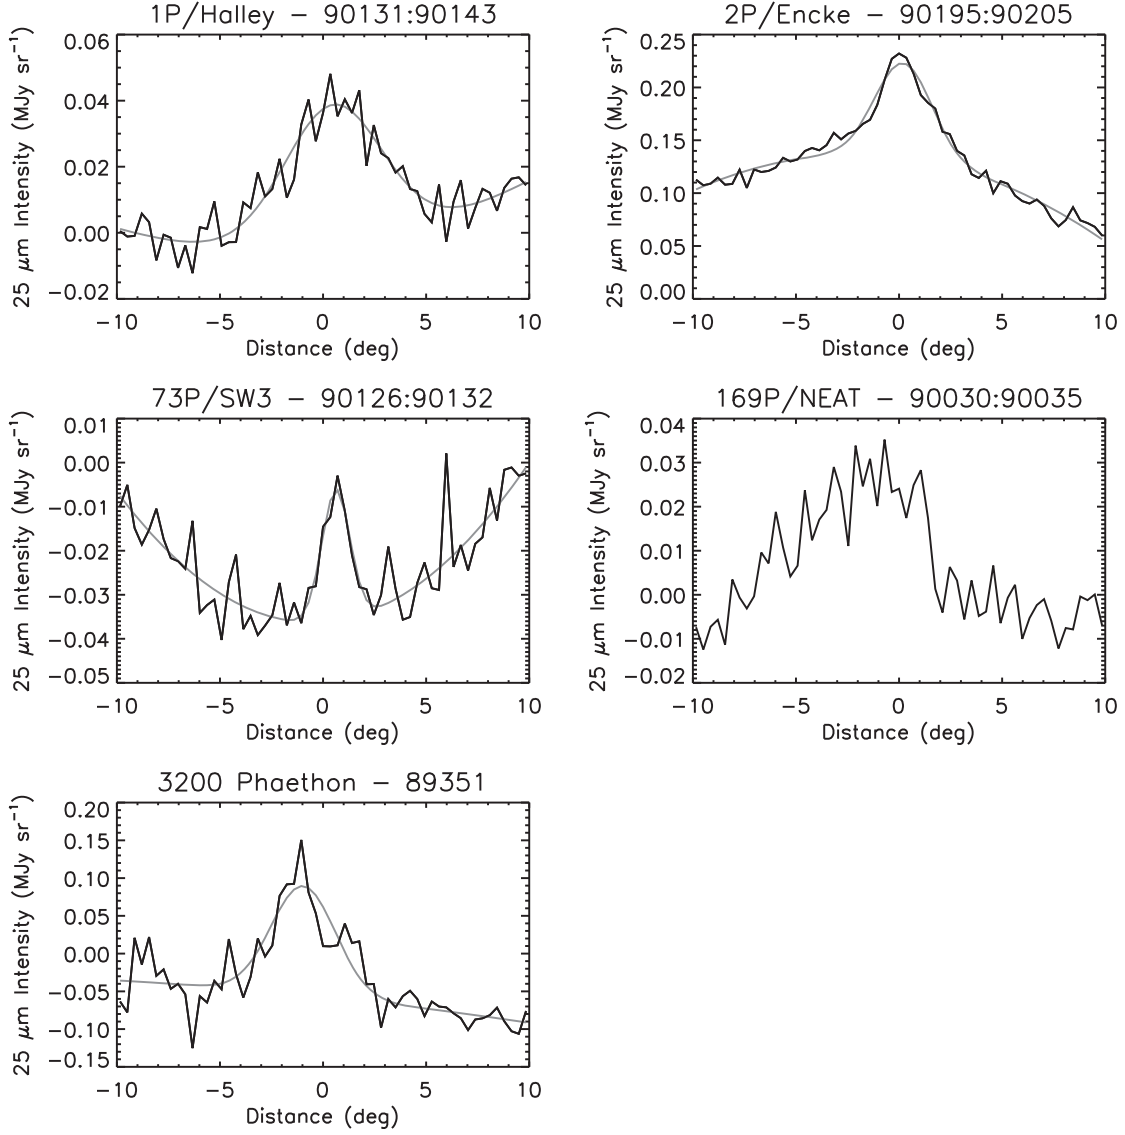 1P/Halley − 90131:90143
25 μm Intensity (MJy sr⁻¹)
0.06
0.04
0.02
0.00
−0.02
−10 −5 0 5 10
Distance (deg)
2P/Encke − 90195:90205
25 μm Intensity (MJy sr⁻¹)
0.25
0.20
0.15
0.10
0.05
0.00
−10 −5 0 5 10
Distance (deg)
73P/SW3 − 90126:90132
25 μm Intensity (MJy sr⁻¹)
0.01
0.00
−0.01
−0.02
−0.03
−0.04
−0.05
−10 −5 0 5 10
Distance (deg)
169P/NEAT − 90030:90035
25 μm Intensity (MJy sr⁻¹)
0.04
0.03
0.02
0.01
0.00
−0.01
−0.02
−10 −5 0 5 10
Distance (deg)
3200 Phaethon − 89351
25 μm Intensity (MJy sr⁻¹)
0.20
0.15
0.10
0.05
0.00
−0.05
−0.10
−0.15
−10 −5 0 5 10
Distance (deg)